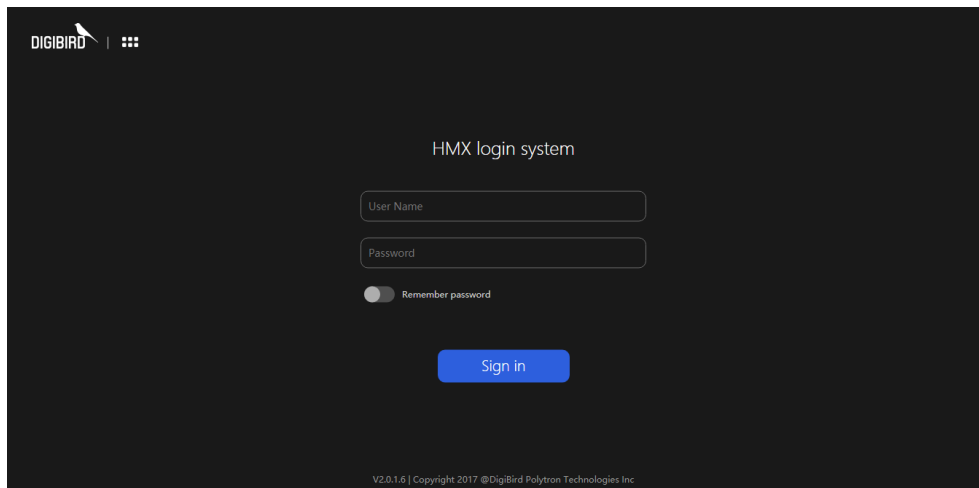 DIGIBIRD |
HMX login system
User Name
Password
Remember password
Sign in
V2.0.1.6 | Copyright 2017 @DigiBird Polytron Technologies Inc